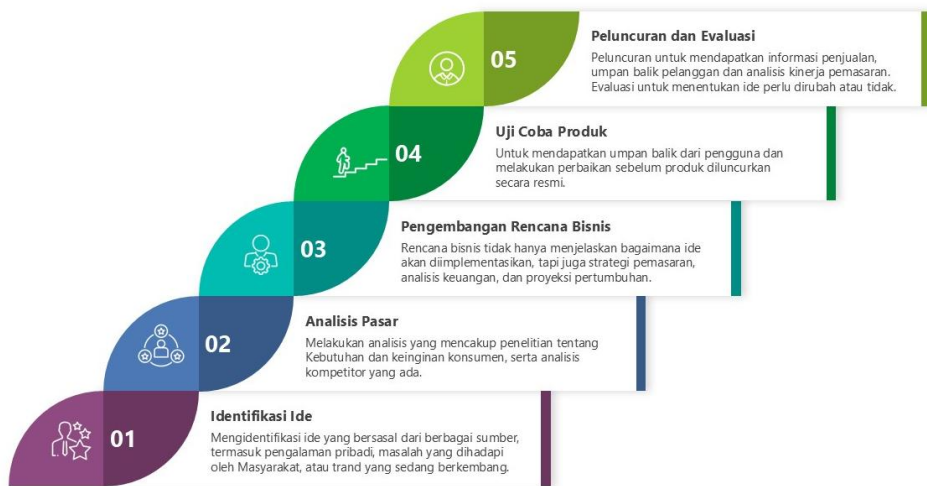 05
Peluncuran dan Evaluasi
Peluncuran untuk mendapatkan informasi penjualan,
umpan balik pelanggan dan analisis kinerja pemasaran.
Evaluasi untuk menentukan ide perlu dirubah atau tidak.
04
Uji Coba Produk
Untuk mendapatkan umpan balik dari pengguna dan
melakukan perbaikan sebelum produk diluncurkan
secara resmi.
03
Pengembangan Rencana Bisnis
Rencana bisnis tidak hanya menjelaskan bagaimana ide
akan diimplementasikan, tapi juga strategi pemasaran,
analisis keuangan, dan proyeksi pertumbuhan.
02
Analisis Pasar
Melakukan analisis yang mencakup penelitian tentang
Kebutuhan dan keinginan konsumen, serta analisis
kompetitor yang ada.
01
Identifikasi Ide
Mengidentifikasi ide yang bersasal dari berbagai sumber,
termasuk pengalaman pribadi, masalah yang dihadapi
oleh Masyarakat, atau trand yang sedang berkembang.